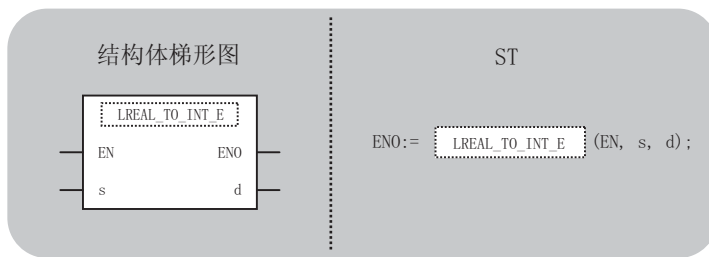 结构体梯形图
LREAL_TO_INT_E
EN ENO
s d
ST
ENO:= LREAL_TO_INT_E (EN, s, d);